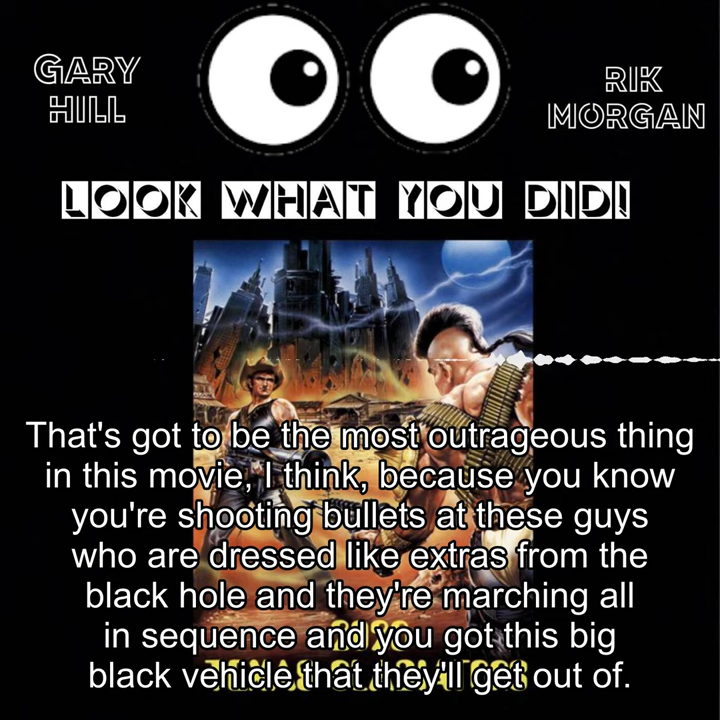 GARY
HILL
RIK
MORGAN
LOOK WHAT YOU DID!
That's got to be the most outrageous thing
in this movie, I think, because you know
you're shooting bullets at these guys
who are dressed like extras from the
black hole and they're marching all
in sequence and you got this big
black vehicle that they'll get out of.